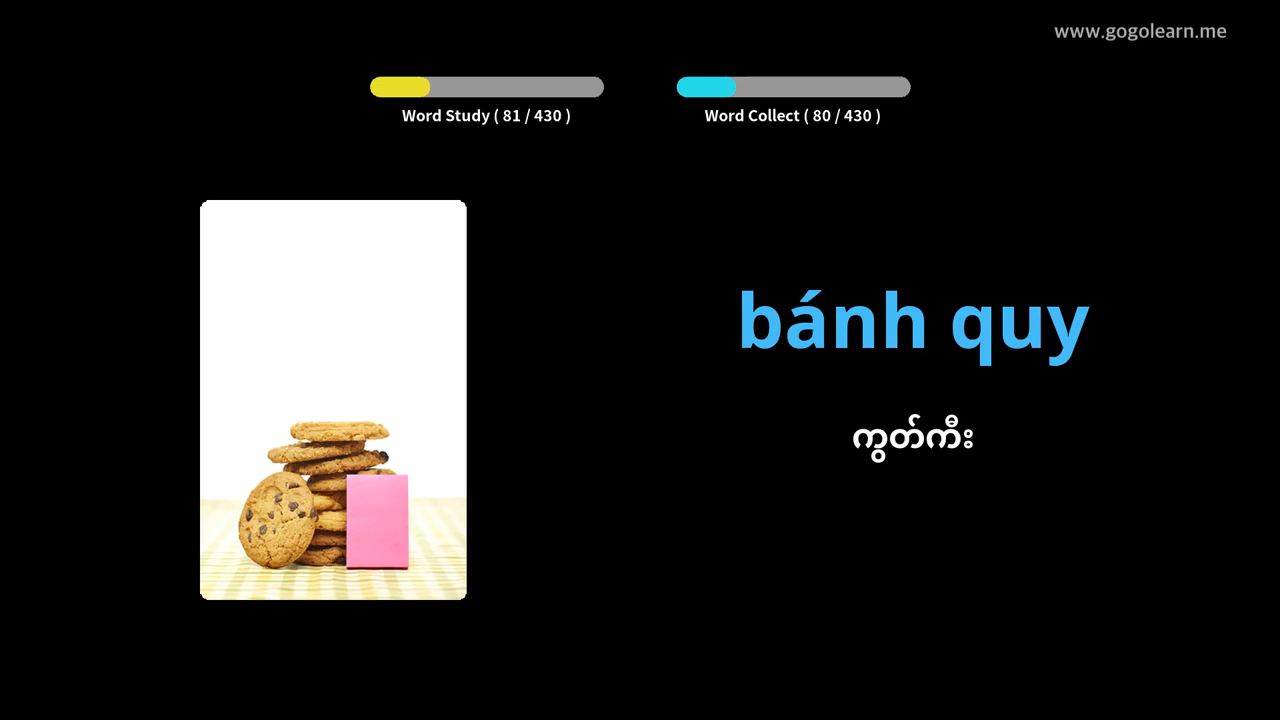 www.gogolearn.me
Word Study ( 81 / 430 )
Word Collect ( 80 / 430 )
bánh quy
ကွတ်ကီး